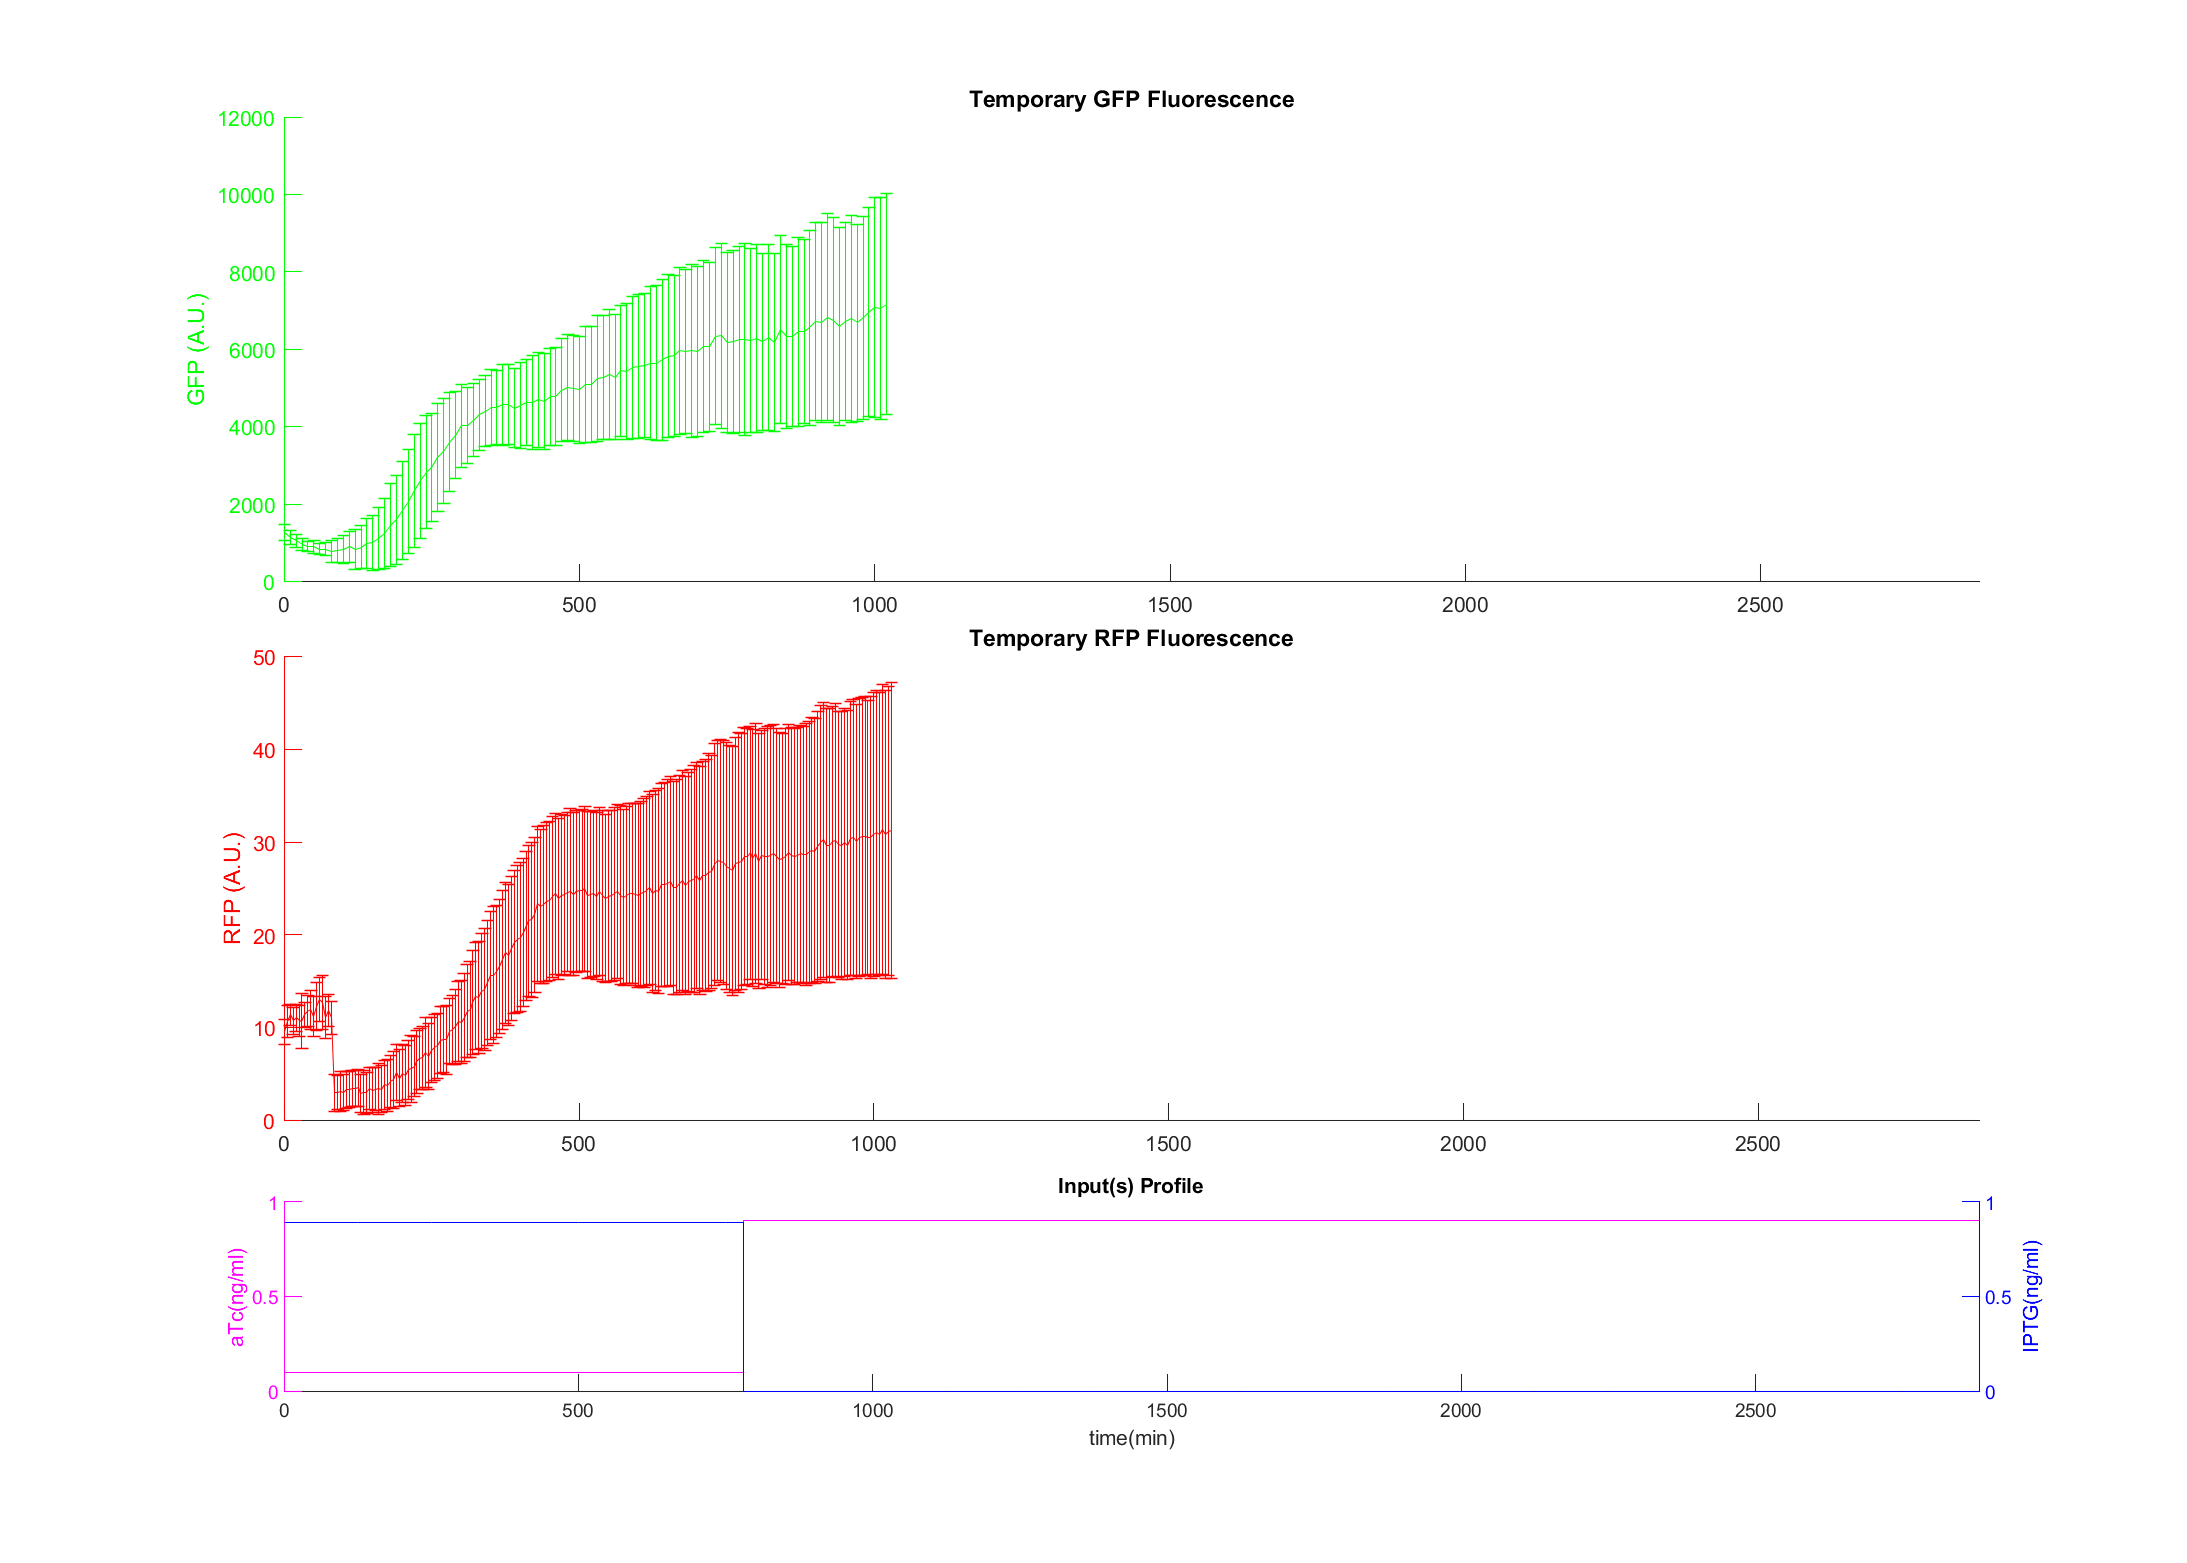 Temporary GFP Fluorescence
12000
10000
8000
6000
4000
2000
0
GFP (A.U.)
0 500 1000 1500 2000 2500
Temporary RFP Fluorescence
50
40
30
20
10
0
RFP (A.U.)
0 500 1000 1500 2000 2500
Input(s) Profile
1
0.5
0
aTc(ng/ml)
1
0.5
0
IPTG(ng/ml)
0 500 1000 1500 2000 2500
time(min)